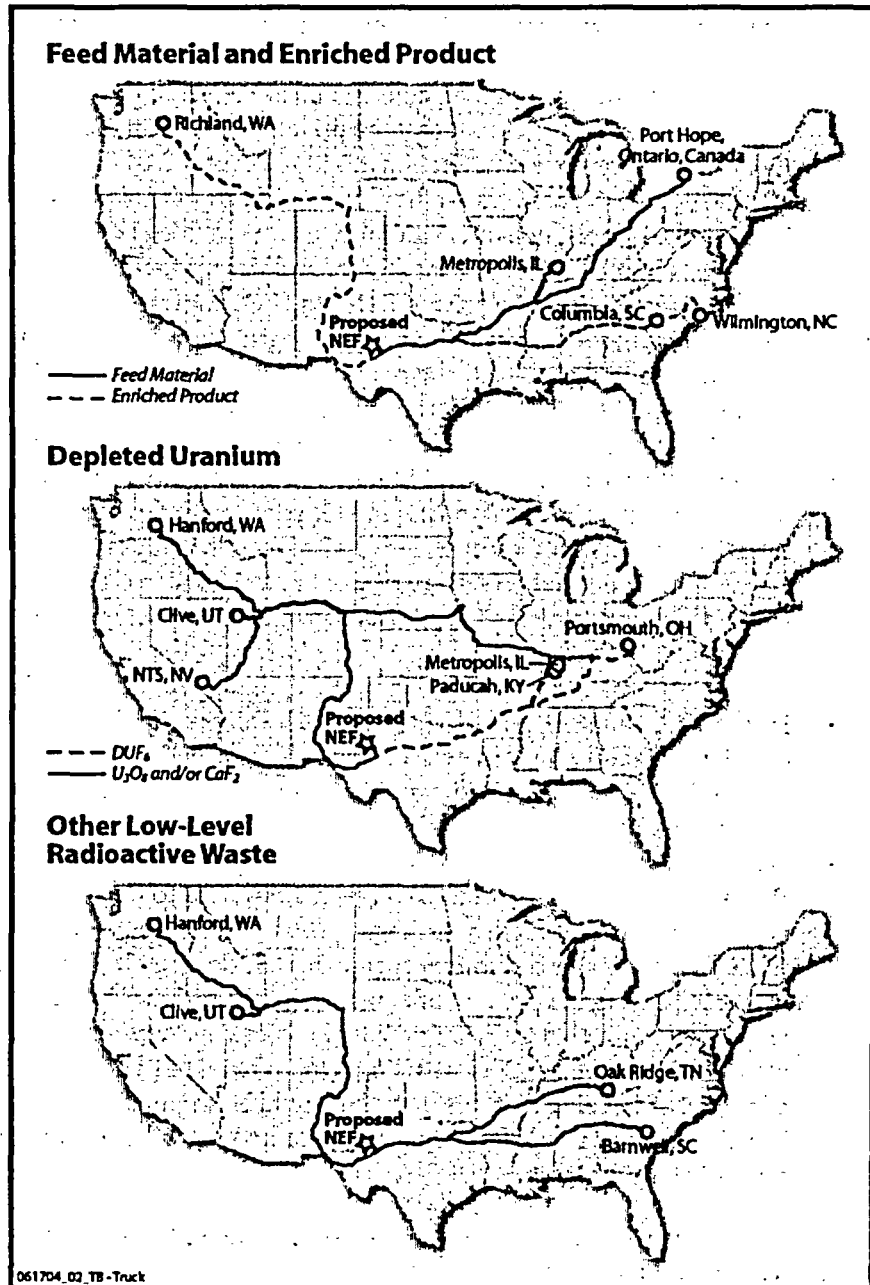 Feed Material and Enriched Product
Richland, WA
Port Hope,
Ontario, Canada
Metropolis, IL
Columbia, SC
Wilmington, NC
Proposed
NEF
Feed Material
Enriched Product
Depleted Uranium
Hanford, WA
Clive, UT
Portsmouth, OH
Metropolis, IL
Paducah, KY
NTS, NV
Proposed
NEF
DUF₆
U₃O₈ and/or CaF₂
Other Low-Level
Radioactive Waste
Hanford, WA
Clive, UT
Oak Ridge, TN
Proposed
NEF
Barnwell, SC
061704_02_TB-Truck